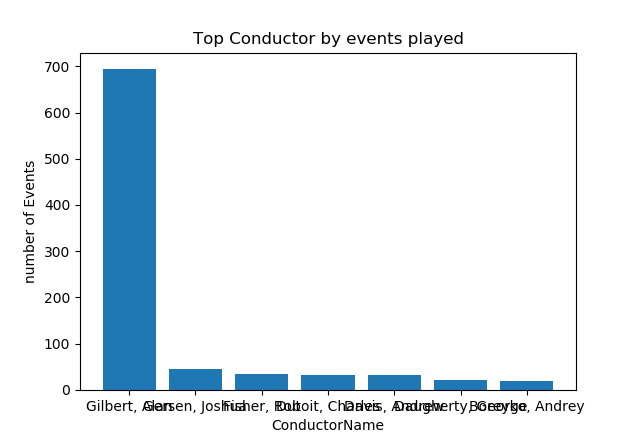 Top Conductor by events played
number of Events
700
600
500
400
300
200
100
0
Gilbert, Alan Gersen, Joshua Fisher, Rob Dutoit, Charles Davis, Andrew Daugherty, George Boreyko, Andrey
ConductorName